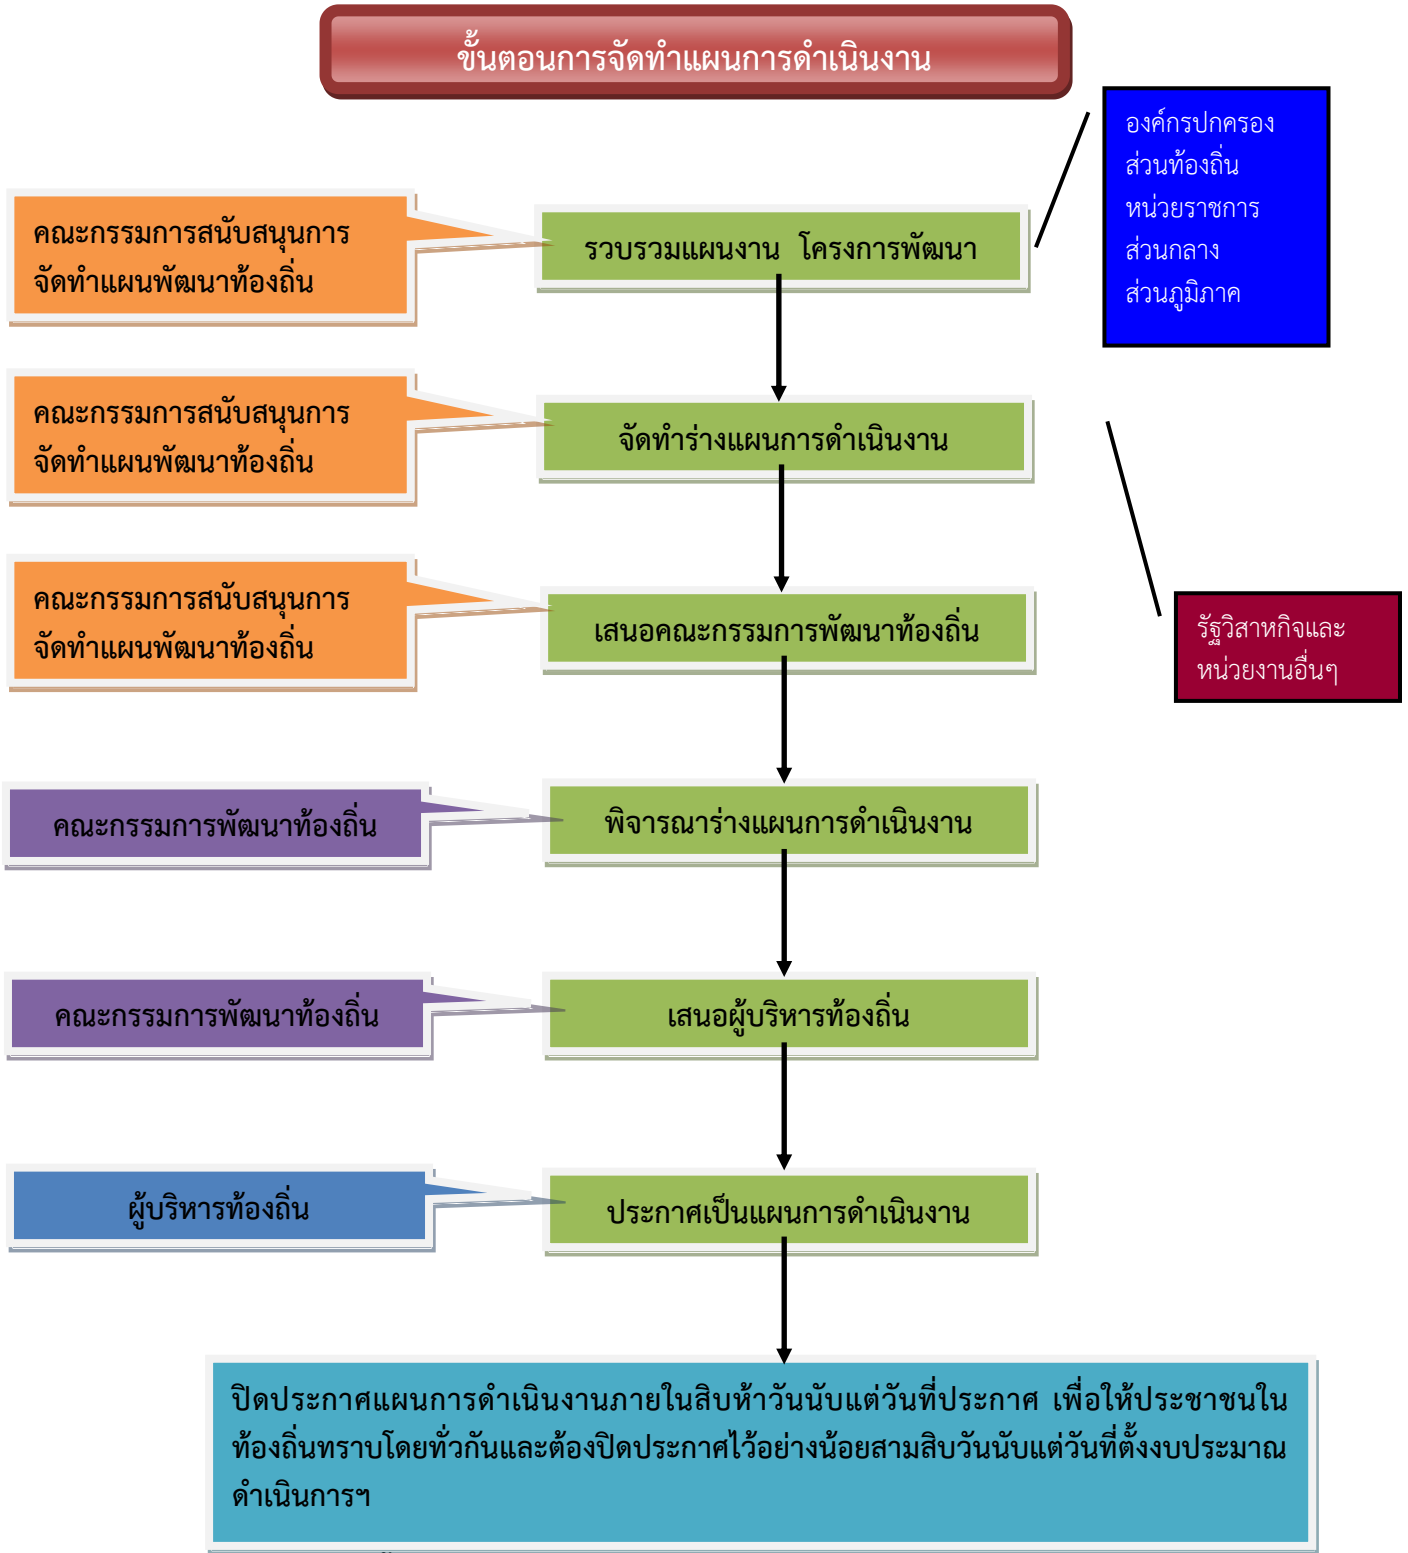 ขั้นตอนการจัดทำแผนการดำเนินงาน
องค์กรปกครอง
ส่วนท้องถิ่น
หน่วยราชการ
ส่วนกลาง
ส่วนภูมิภาค
คณะกรรมการสนับสนุนการ
จัดทำแผนพัฒนาท้องถิ่น
รวบรวมแผนงาน โครงการพัฒนา
คณะกรรมการสนับสนุนการ
จัดทำแผนพัฒนาท้องถิ่น
จัดทำร่างแผนการดำเนินงาน
คณะกรรมการสนับสนุนการ
จัดทำแผนพัฒนาท้องถิ่น
เสนอคณะกรรมการพัฒนาท้องถิ่น
รัฐวิสาหกิจและ
หน่วยงานอื่นๆ
คณะกรรมการพัฒนาท้องถิ่น
พิจารณาร่างแผนการดำเนินงาน
คณะกรรมการพัฒนาท้องถิ่น
เสนอผู้บริหารท้องถิ่น
ผู้บริหารท้องถิ่น
ประกาศเป็นแผนการดำเนินงาน
ปิดประกาศแผนการดำเนินงานภายในสิบห้าวันนับแต่วันที่ประกาศ เพื่อให้ประชาชนใน
ท้องถิ่นทราบโดยทั่วกันและต้องปิดประกาศไว้อย่างน้อยสามสิบวันนับแต่วันที่ตั้งงบประมาณ
ดำเนินการฯ